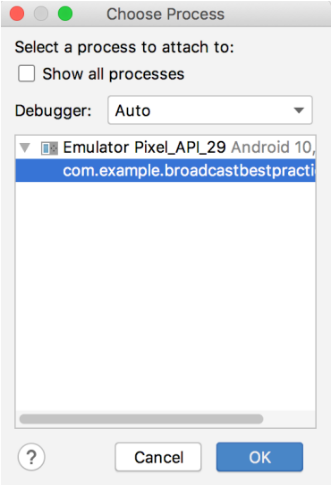 Choose Process
Select a process to attach to:
Show all processes
Debugger: Auto
Emulator Pixel_API_29 Android 10,
com.example.broadcastbestpracti
? Cancel OK